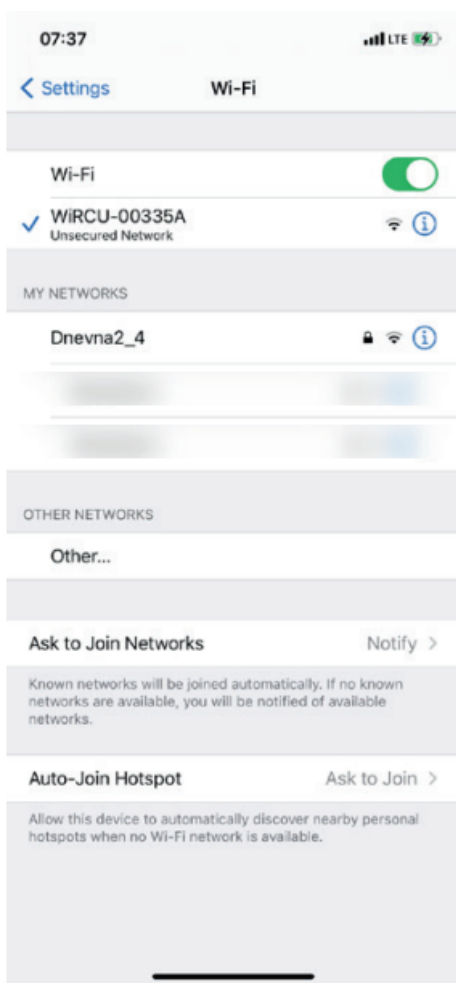 07:37 LTE
Settings Wi-Fi
Wi-Fi
WiRCU-00335A
Unsecured Network
MY NETWORKS
Dnevna2_4
OTHER NETWORKS
Other...
Ask to Join Networks Notify
Known networks will be joined automatically. If no known
networks are available, you will be notified of available
networks.
Auto-Join Hotspot Ask to Join
Allow this device to automatically discover nearby personal
hotspots when no Wi-Fi network is available.